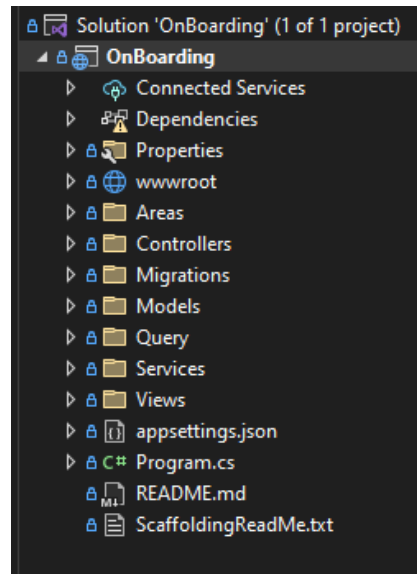 Solution 'OnBoarding' (1 of 1 project)
OnBoarding
Connected Services
Dependencies
Properties
wwwroot
Areas
Controllers
Migrations
Models
Query
Services
Views
appsettings.json
C# Program.cs
M↓ README.md
ScaffoldingReadMe.txt